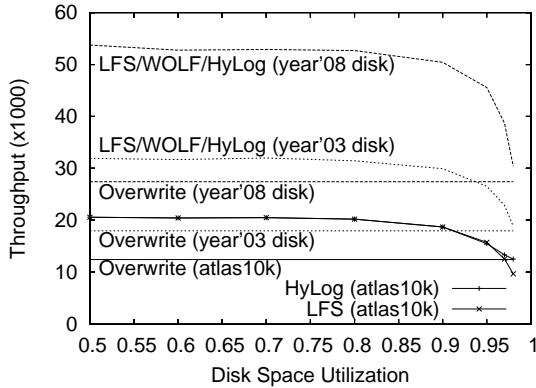 60
50
40
30
20
10
0
Throughput (x1000)
LFS/WOLF/HyLog (year'08 disk)
LFS/WOLF/HyLog (year'03 disk)
Overwrite (year'08 disk)
Overwrite (year'03 disk)
Overwrite (atlas10k)
HyLog (atlas10k)
LFS (atlas10k)
0.5 0.55 0.6 0.65 0.7 0.75 0.8 0.85 0.9 0.95 1
Disk Space Utilization